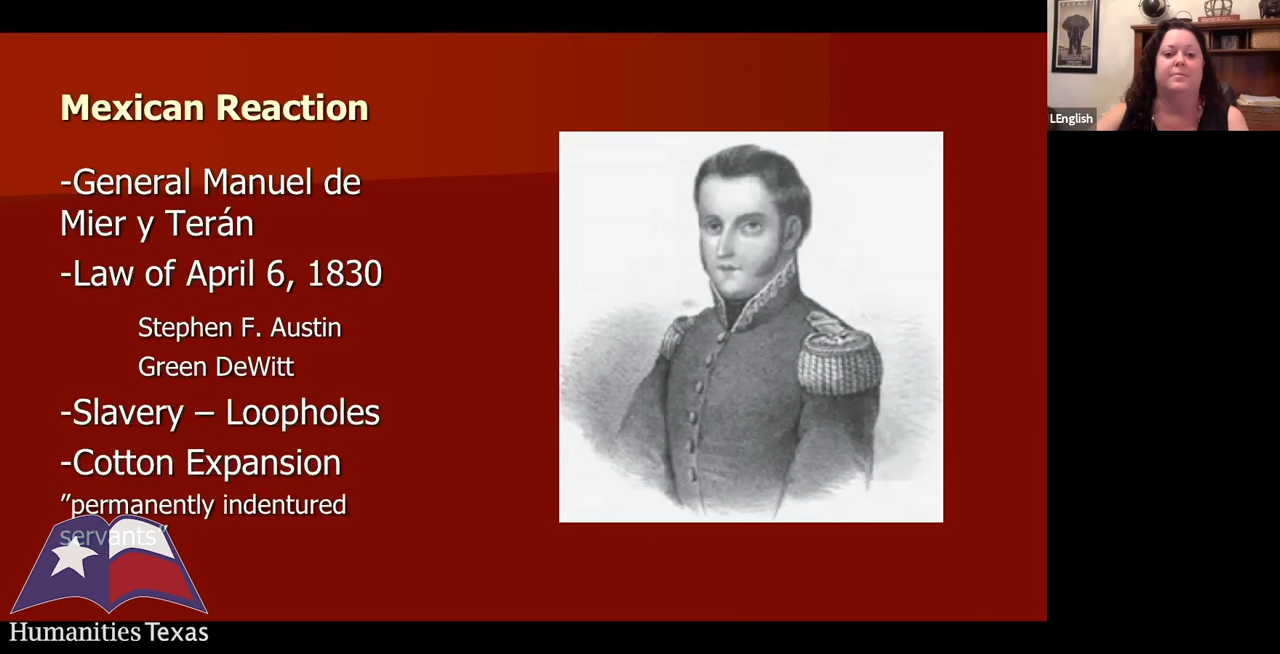 Mexican Reaction
-General Manuel de
Mier y Terán
-Law of April 6, 1830
Stephen F. Austin
Green DeWitt
-Slavery – Loopholes
-Cotton Expansion
”permanently indentured
servants”
Humanities Texas
LEnglish